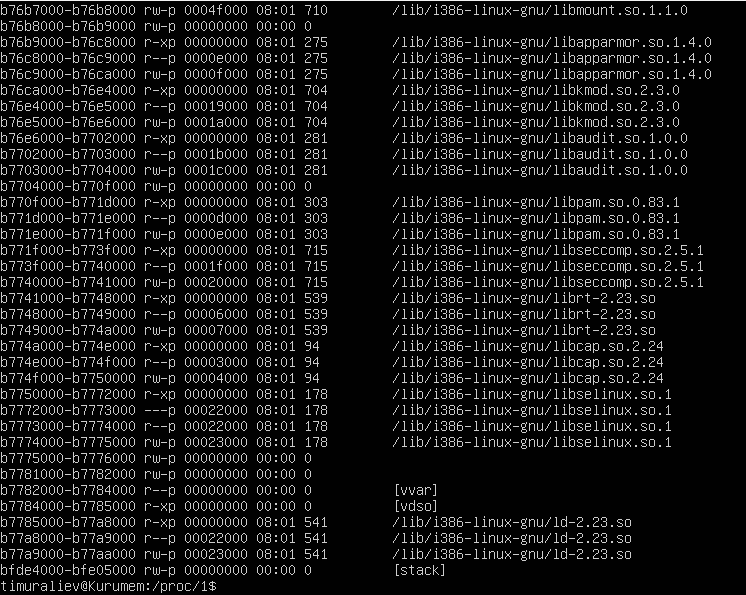 b76b7000-b76b8000 rw-p 0004f000 08:01 710 /lib/i386-linux-gnu/libmount.so.1.1.0
b76b8000-b76b9000 rw-p 00000000 00:00 0
b76b9000-b76c8000 r-xp 00000000 08:01 275 /lib/i386-linux-gnu/libapparmor.so.1.4.0
b76c8000-b76c9000 r--p 0000e000 08:01 275 /lib/i386-linux-gnu/libapparmor.so.1.4.0
b76c9000-b76ca000 rw-p 0000f000 08:01 275 /lib/i386-linux-gnu/libapparmor.so.1.4.0
b76ca000-b76e4000 r-xp 00000000 08:01 704 /lib/i386-linux-gnu/libkmod.so.2.3.0
b76e4000-b76e5000 r--p 00019000 08:01 704 /lib/i386-linux-gnu/libkmod.so.2.3.0
b76e5000-b76e6000 rw-p 0001a000 08:01 704 /lib/i386-linux-gnu/libkmod.so.2.3.0
b76e6000-b7702000 r-xp 00000000 08:01 281 /lib/i386-linux-gnu/libaudit.so.1.0.0
b7702000-b7703000 r--p 0001b000 08:01 281 /lib/i386-linux-gnu/libaudit.so.1.0.0
b7703000-b7704000 rw-p 0001c000 08:01 281 /lib/i386-linux-gnu/libaudit.so.1.0.0
b7704000-b770f000 rw-p 00000000 00:00 0
b770f000-b771d000 r-xp 00000000 08:01 303 /lib/i386-linux-gnu/libpam.so.0.83.1
b771d000-b771e000 r--p 0000d000 08:01 303 /lib/i386-linux-gnu/libpam.so.0.83.1
b771e000-b771f000 rw-p 0000e000 08:01 303 /lib/i386-linux-gnu/libpam.so.0.83.1
b771f000-b773f000 r-xp 00000000 08:01 715 /lib/i386-linux-gnu/libseccomp.so.2.5.1
b773f000-b7740000 r--p 0001f000 08:01 715 /lib/i386-linux-gnu/libseccomp.so.2.5.1
b7740000-b7741000 rw-p 00020000 08:01 715 /lib/i386-linux-gnu/libseccomp.so.2.5.1
b7741000-b7748000 r-xp 00000000 08:01 539 /lib/i386-linux-gnu/librt-2.23.so
b7748000-b7749000 r--p 00006000 08:01 539 /lib/i386-linux-gnu/librt-2.23.so
b7749000-b774a000 rw-p 00007000 08:01 539 /lib/i386-linux-gnu/librt-2.23.so
b774a000-b774e000 r-xp 00000000 08:01 94 /lib/i386-linux-gnu/libcap.so.2.24
b774e000-b774f000 r--p 00003000 08:01 94 /lib/i386-linux-gnu/libcap.so.2.24
b774f000-b7750000 rw-p 00004000 08:01 94 /lib/i386-linux-gnu/libcap.so.2.24
b7750000-b7772000 r-xp 00000000 08:01 178 /lib/i386-linux-gnu/libselinux.so.1
b7772000-b7773000 ---p 00022000 08:01 178 /lib/i386-linux-gnu/libselinux.so.1
b7773000-b7774000 r--p 00022000 08:01 178 /lib/i386-linux-gnu/libselinux.so.1
b7774000-b7775000 rw-p 00023000 08:01 178 /lib/i386-linux-gnu/libselinux.so.1
b7775000-b7776000 rw-p 00000000 00:00 0
b7781000-b7782000 rw-p 00000000 00:00 0
b7782000-b7784000 r--p 00000000 00:00 0 [vvar]
b7784000-b7785000 r-xp 00000000 00:00 0 [vdso]
b7785000-b77a8000 r-xp 00000000 08:01 541 /lib/i386-linux-gnu/ld-2.23.so
b77a8000-b77a9000 r--p 00022000 08:01 541 /lib/i386-linux-gnu/ld-2.23.so
b77a9000-b77aa000 rw-p 00023000 08:01 541 /lib/i386-linux-gnu/ld-2.23.so
bfde4000-bfe05000 rw-p 00000000 00:00 0 [stack]
timuraliev@Kurumem:/proc/1$